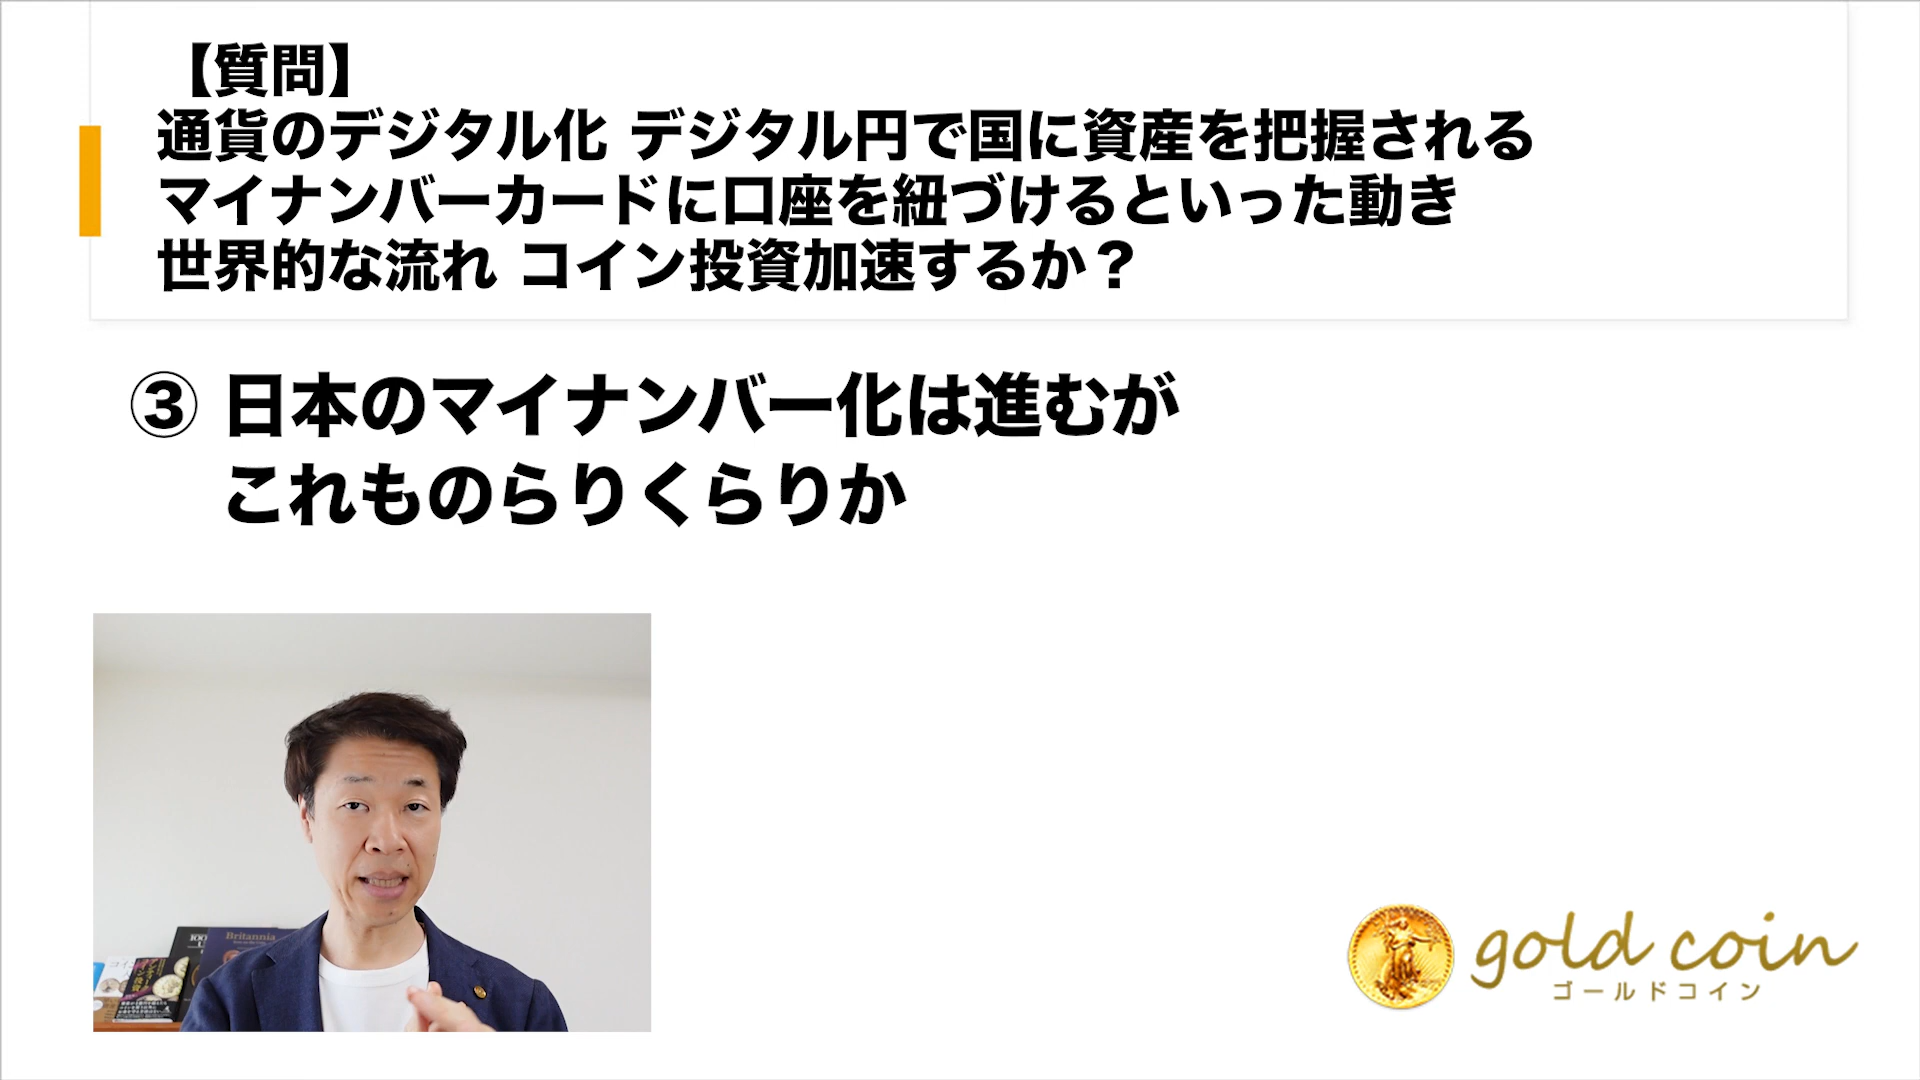 【質問】
通貨のデジタル化 デジタル円で国に資産を把握される
マイナンバーカードに口座を紐づけるといった動き
世界的な流れ コイン投資加速するか？
③ 日本のマイナンバー化は進むが
これものらりくらりか
Britannia
gold coin
ゴールドコイン